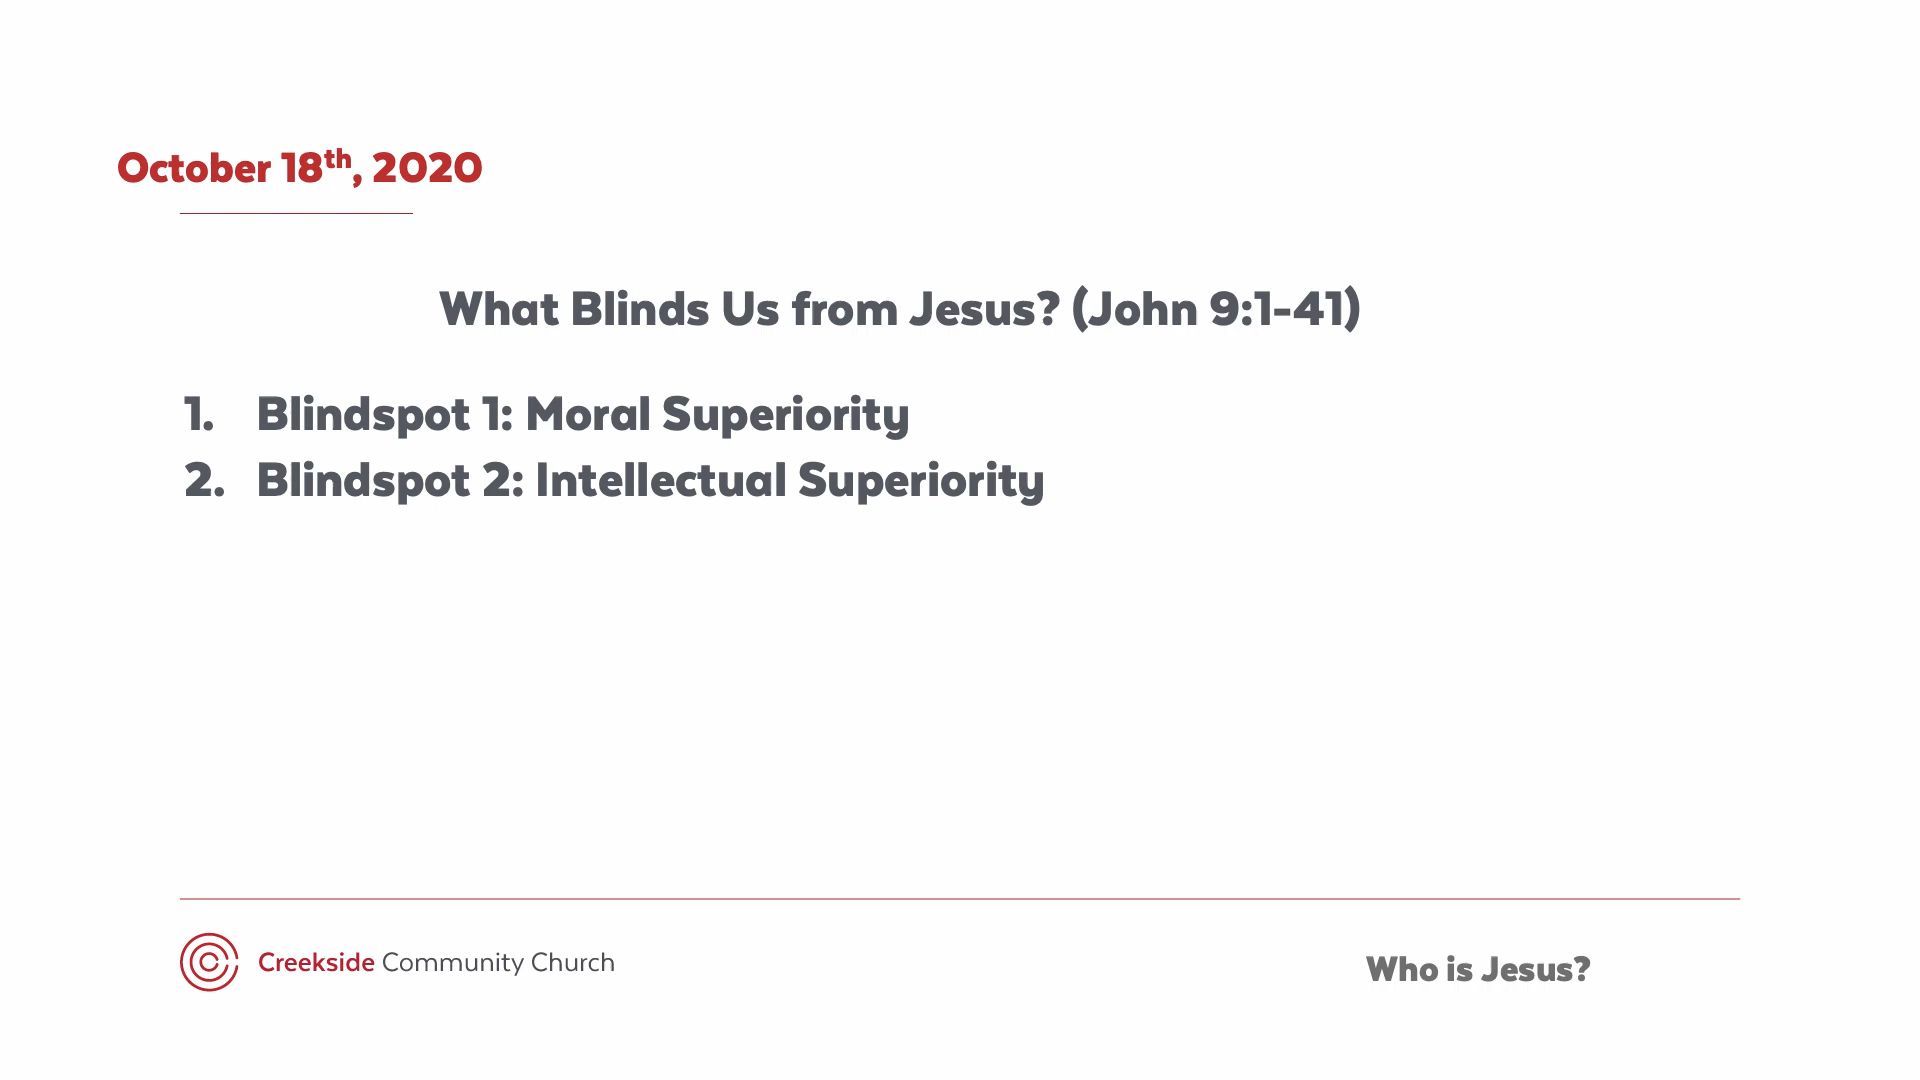 October 18th, 2020
What Blinds Us from Jesus? (John 9:1-41)
1. Blindspot 1: Moral Superiority
2. Blindspot 2: Intellectual Superiority
Creekside Community Church
Who is Jesus?